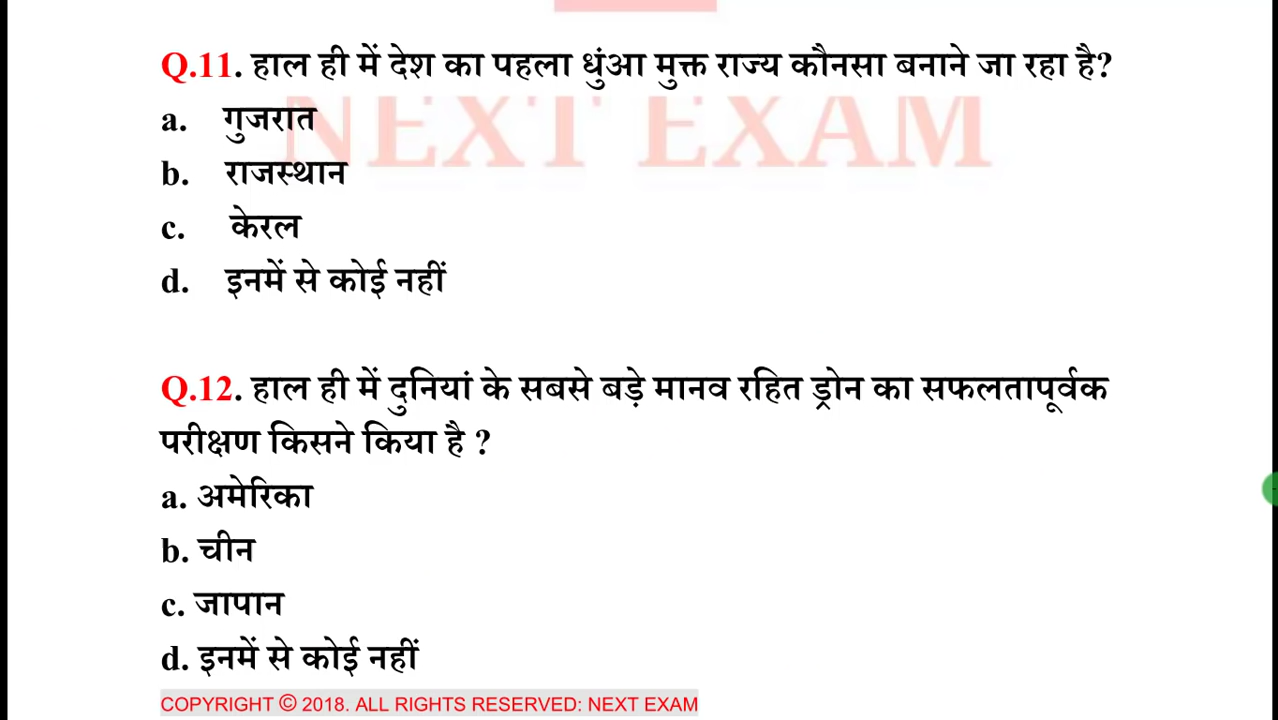 Q.11. हाल ही में देश का पहला धुंआ मुक्त राज्य कौनसा बनाने जा रहा है?
NEXT EXAM
a. गुजरात
b. राजस्थान
c. केरल
d. इनमें से कोई नहीं
Q.12. हाल ही में दुनियां के सबसे बड़े मानव रहित ड्रोन का सफलतापूर्वक
परीक्षण किसने किया है ?
a. अमेरिका
b. चीन
c. जापान
d. इनमें से कोई नहीं
COPYRIGHT © 2018. ALL RIGHTS RESERVED: NEXT EXAM